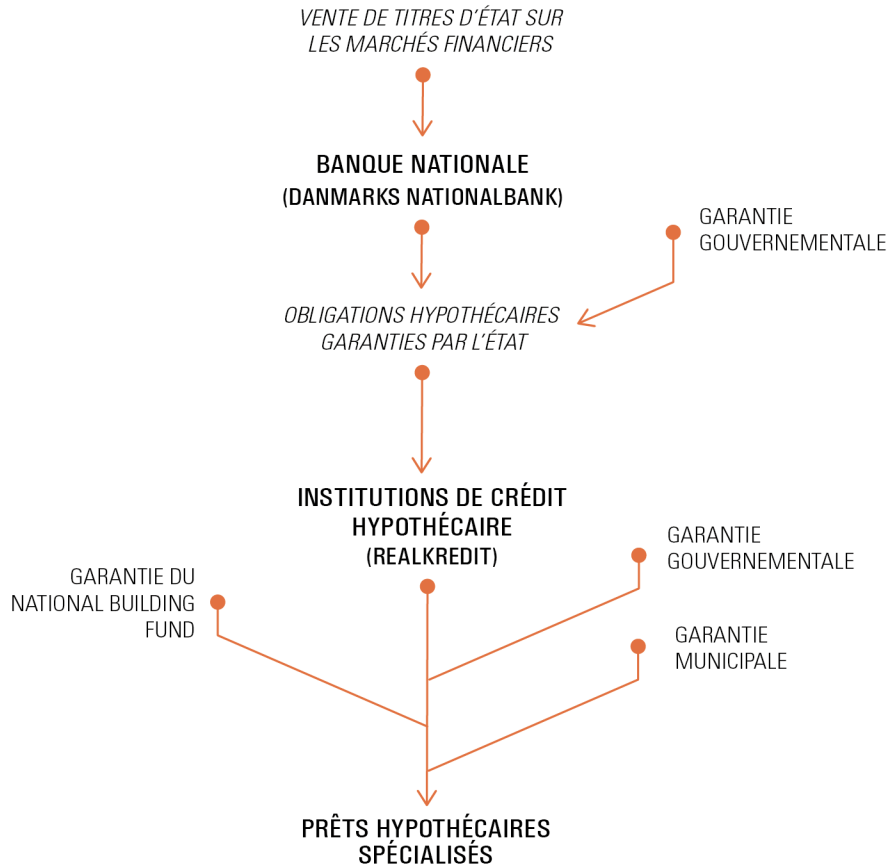 VENTE DE TITRES D’ÉTAT SUR
LES MARCHÉS FINANCIERS
BANQUE NATIONALE
(DANMARKS NATIONALBANK)
GARANTIE
GOUVERNEMENTALE
OBLIGATIONS HYPOTHÉCAIRES
GARANTIES PAR L’ÉTAT
INSTITUTIONS DE CRÉDIT
HYPOTHÉCAIRE
(REALKREDIT)
GARANTIE
GOUVERNEMENTALE
GARANTIE DU
NATIONAL BUILDING
FUND
GARANTIE
MUNICIPALE
PRÊTS HYPOTHÉCAIRES
SPÉCIALISÉS